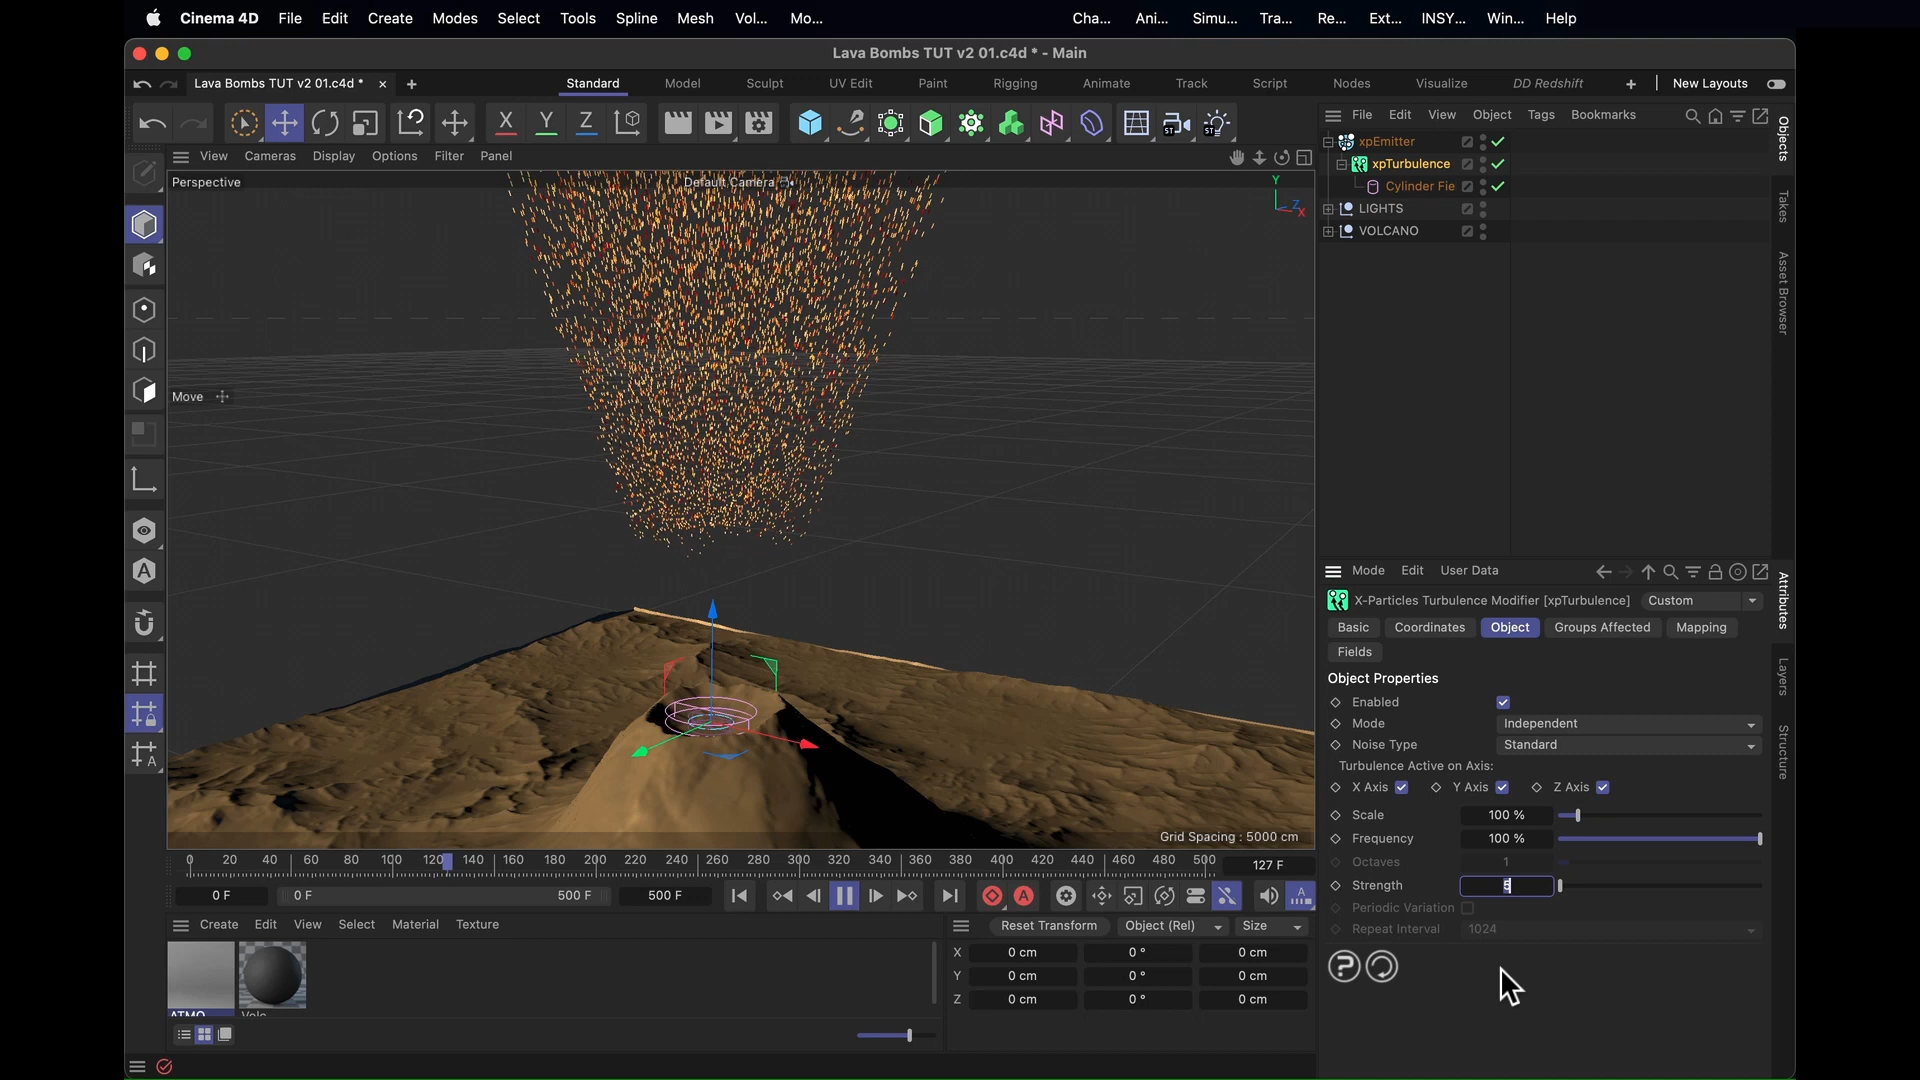 Cinema 4D File Edit Create Modes Select Tools Spline Mesh Vol... Mo... Cha... Ani... Simu... Tra... Re... Ext... INSY... Win... Help
Lava Bombs TUT v2 01.c4d * - Main
Lava Bombs TUT v2 01.c4d * Standard Model Sculpt UV Edit Paint Rigging Animate Track Script Nodes Visualize DD Redshift New Layouts
X Y Z ST ST
File Edit View Object Tags Bookmarks
View Cameras Display Options Filter Panel
Perspective Default Camera
Y Z X
Move
Grid Spacing : 5000 cm
xpEmitter
xpTurbulence
Cylinder Fie
LIGHTS
VOLCANO
Objects
Takes
Asset Browser
Mode Edit User Data
X-Particles Turbulence Modifier [xpTurbulence] Custom
Basic Coordinates Object Groups Affected Mapping
Fields
Object Properties
Enabled
Mode Independent
Noise Type Standard
Turbulence Active on Axis:
X Axis Y Axis Z Axis
Scale 100 %
Frequency 100 %
Octaves 1
Strength
Periodic Variation
Repeat Interval 1024
Attributes
Layers
Structure
0 20 40 60 80 100 120 140 160 180 200 220 240 260 280 300 320 340 360 380 400 420 440 460 480 500 127 F
0 F 0 F 500 F 500 F
Create Edit View Select Material Texture
ATMO Volc
Reset Transform Object (Rel) Size
X 0 cm 0 ° 0 cm
Y 0 cm 0 ° 0 cm
Z 0 cm 0 ° 0 cm